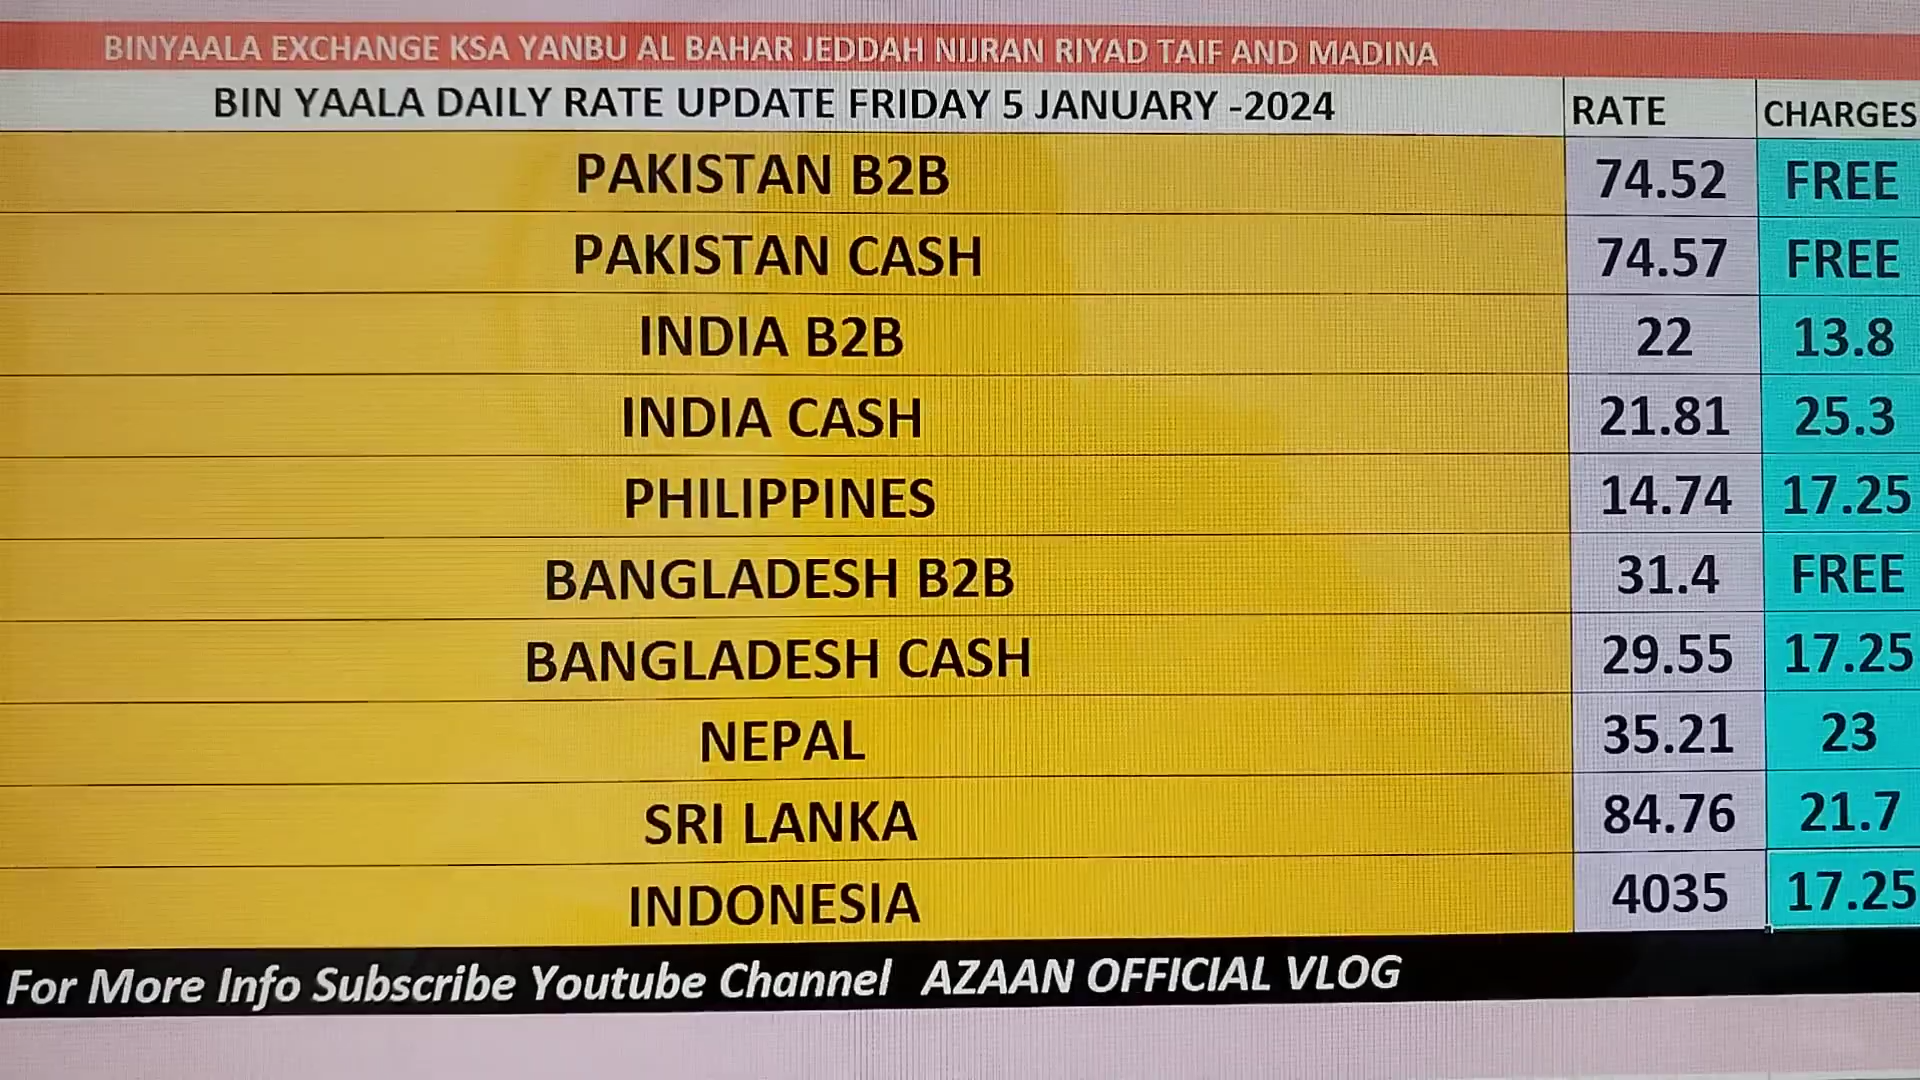 BINYAALA EXCHANGE KSA YANBU AL BAHAR JEDDAH NIJRAN RIYAD TAIF AND MADINA
BIN YAALA DAILY RATE UPDATE FRIDAY 5 JANUARY -2024 RATE CHARGES
PAKISTAN B2B 74.52 FREE
PAKISTAN CASH 74.57 FREE
INDIA B2B 22 13.8
INDIA CASH 21.81 25.3
PHILIPPINES 14.74 17.25
BANGLADESH B2B 31.4 FREE
BANGLADESH CASH 29.55 17.25
NEPAL 35.21 23
SRI LANKA 84.76 21.7
INDONESIA 4035 17.25
For More Info Subscribe Youtube Channel AZAAN OFFICIAL VLOG